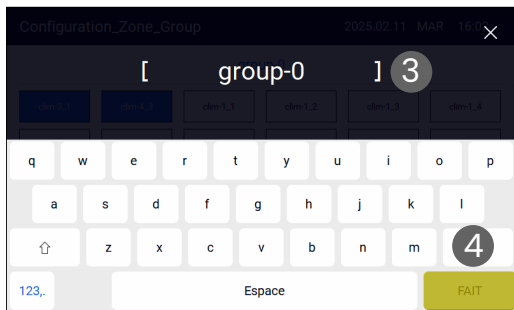 Configuration_Zone_Group 2025.02.11 MAR 16:03
[ group-0 ] 3
clim-1_1 clim-1_2 clim-1_3 clim-1_4
q w e r t y u i o p
a s d f g h j k l
z x c v b n m 4
123,. Espace FAIT